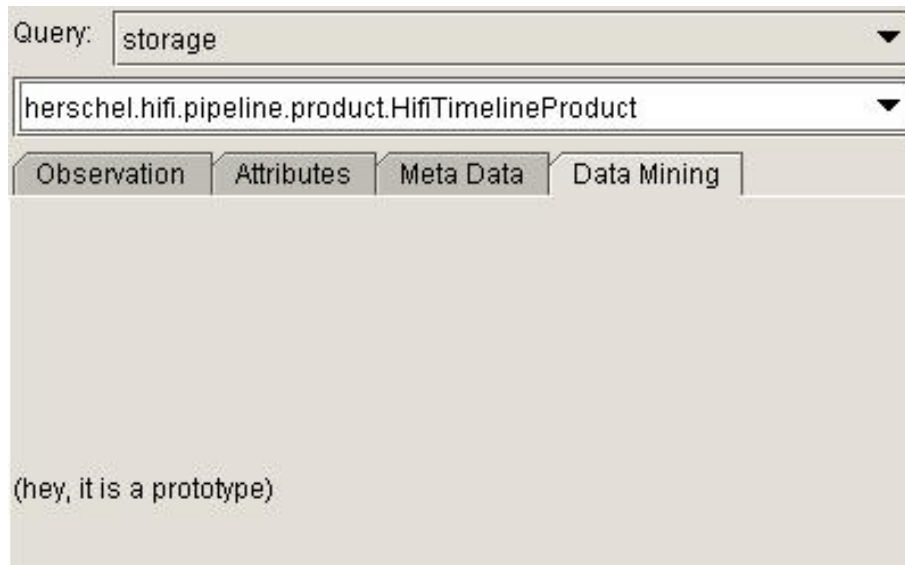 Query: storage
herschel.hifi.pipeline.product.HifiTimelineProduct
Observation Attributes Meta Data Data Mining
(hey, it is a prototype)